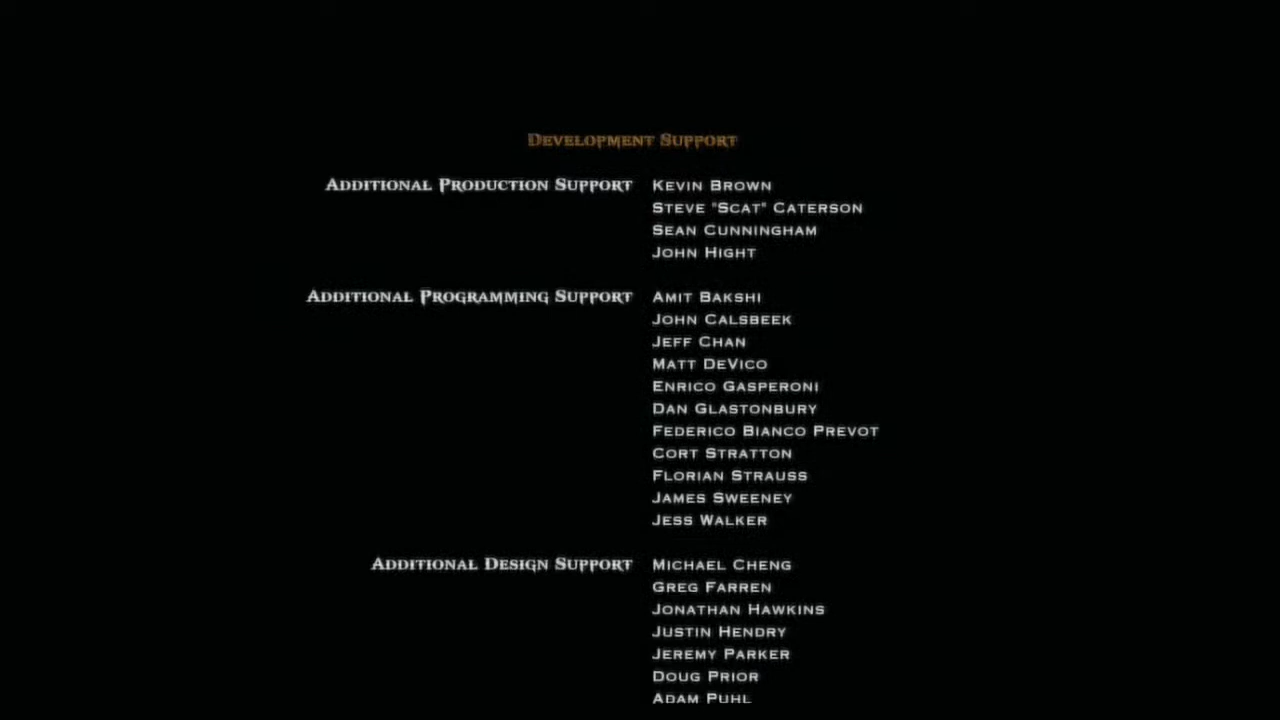 Development Support
Additional Production Support Kevin Brown
Steve "Scat" Caterson
Sean Cunningham
John Hight
Additional Programming Support Amit Bakshi
John Calsbeek
Jeff Chan
Matt DeVico
Enrico Gasperoni
Dan Glastonbury
Federico Bianco Prevot
Cort Stratton
Florian Strauss
James Sweeney
Jess Walker
Additional Design Support Michael Cheng
Greg Farren
Jonathan Hawkins
Justin Hendry
Jeremy Parker
Doug Prior
Adam Puhl